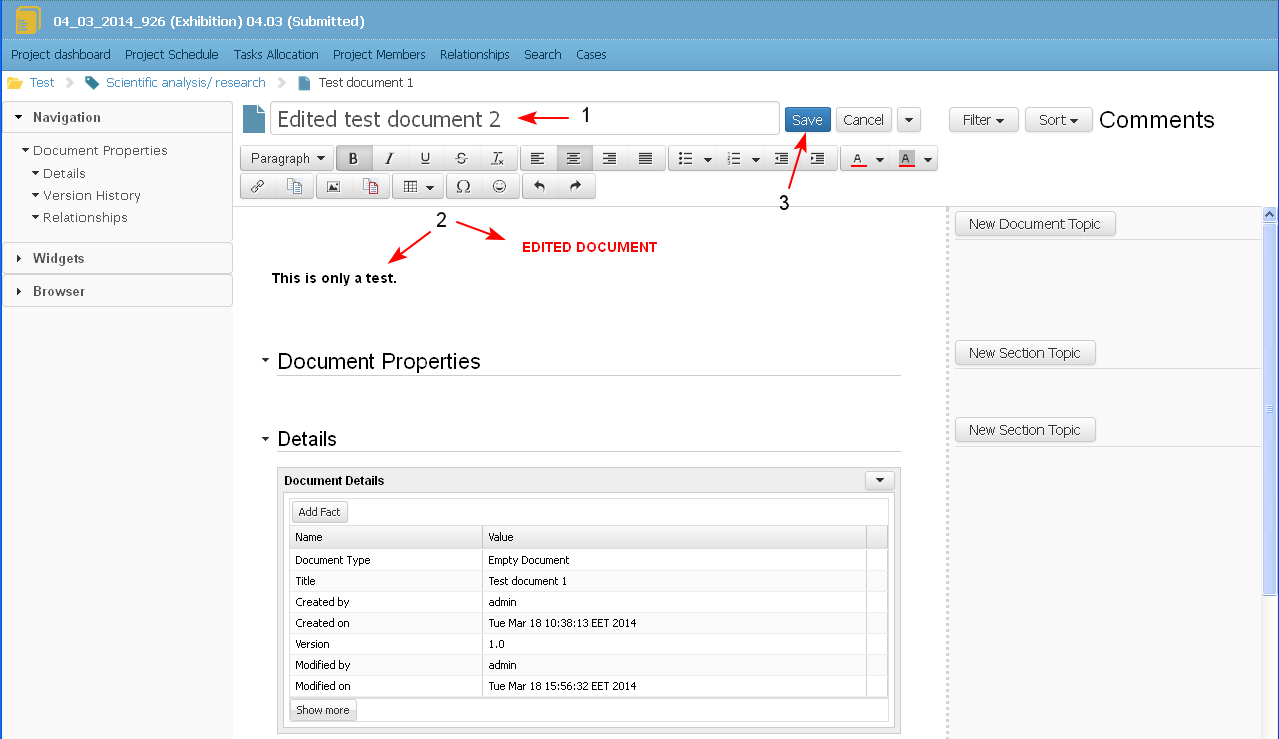 04_03_2014_926 (Exhibition) 04.03 (Submitted)
Project dashboard Project Schedule Tasks Allocation Project Members Relationships Search Cases
Test Scientific analysis/ research Test document 1
Navigation
Document Properties
Details
Version History
Relationships
Widgets
Browser
Edited test document 2 1 Save Cancel Filter Sort Comments
Paragraph B I U S Tx A A
Ω
3
2
EDITED DOCUMENT
This is only a test.
Document Properties
Details
Document Details
Add Fact
Name Value
Document Type Empty Document
Title Test document 1
Created by admin
Created on Tue Mar 18 10:38:13 EET 2014
Version 1.0
Modified by admin
Modified on Tue Mar 18 15:56:32 EET 2014
Show more
New Document Topic
New Section Topic
New Section Topic